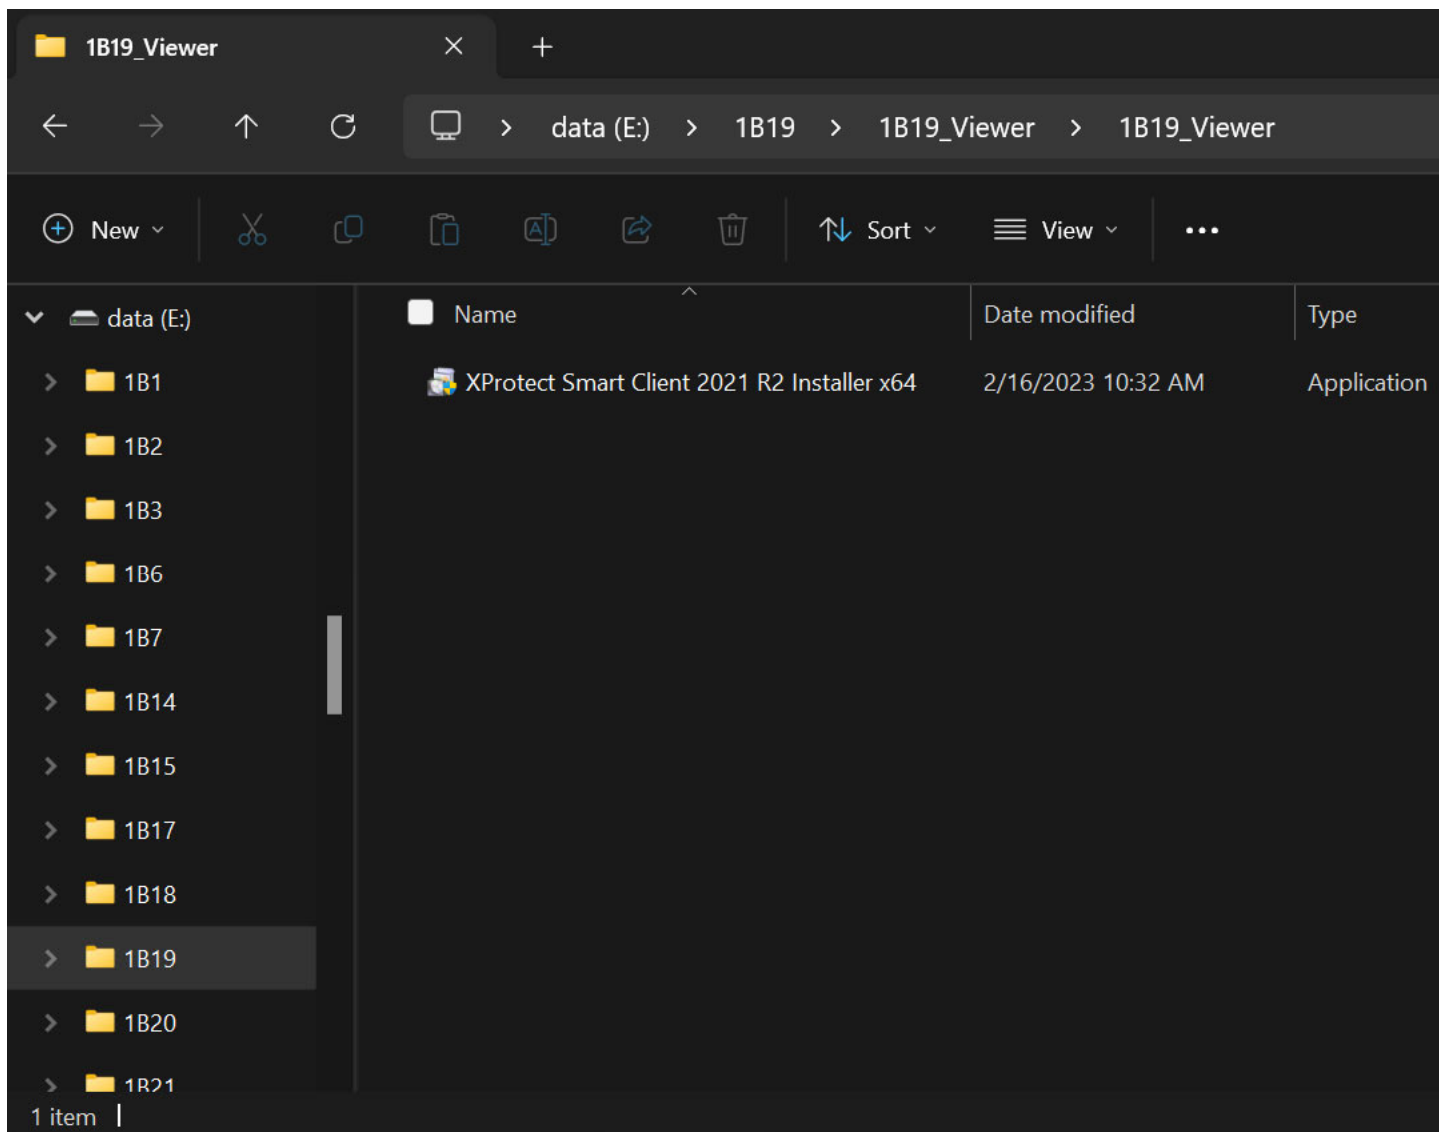 1B19_Viewer
data (E:) > 1B19 > 1B19_Viewer > 1B19_Viewer
New Sort View
data (E:)
Name Date modified Type
1B1
XProtect Smart Client 2021 R2 Installer x64 2/16/2023 10:32 AM Application
1B2
1B3
1B6
1B7
1B14
1B15
1B17
1B18
1B19
1B20
1B21
1 item